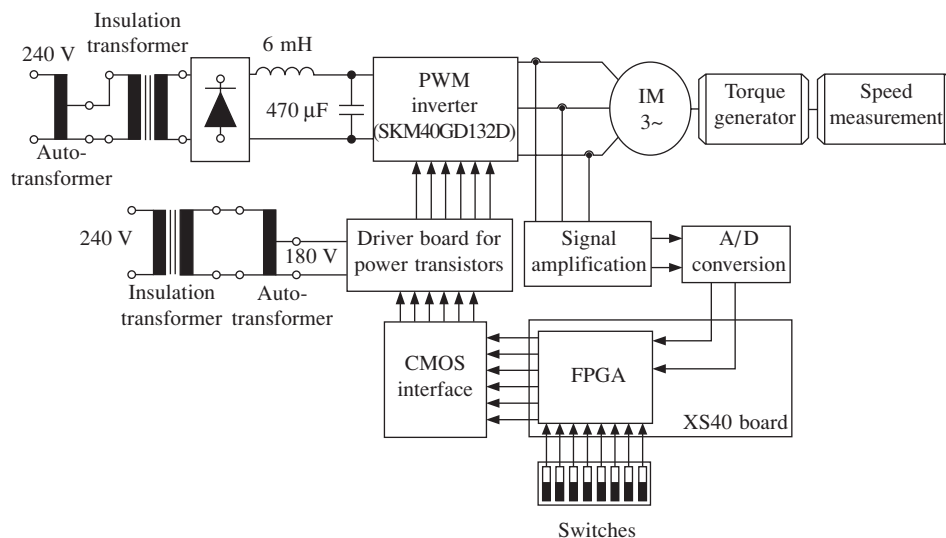 Insulation
transformer
240 V
6 mH
470 μF
Auto-
transformer
PWM
inverter
(SKM40GD132D)
IM
3~
Torque
generator
Speed
measurement
240 V
Insulation
transformer
180 V
Auto-
transformer
Driver board for
power transistors
Signal
amplification
A/D
conversion
CMOS
interface
FPGA
XS40 board
Switches